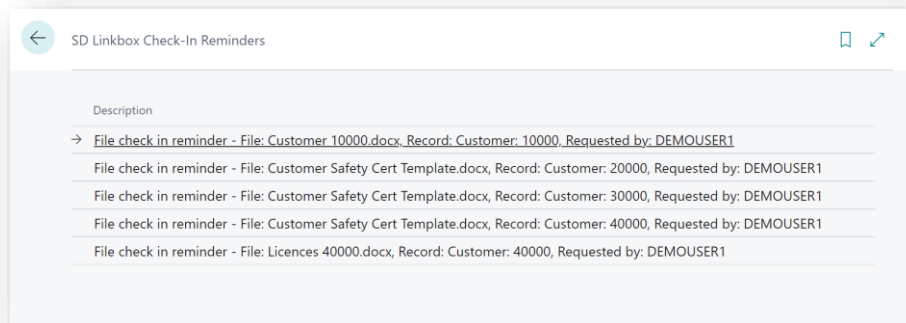 SD Linkbox Check-In Reminders
Description
File check in reminder - File: Customer 10000.docx, Record: Customer: 10000, Requested by: DEMOUSER1
File check in reminder - File: Customer Safety Cert Template.docx, Record: Customer: 20000, Requested by: DEMOUSER1
File check in reminder - File: Customer Safety Cert Template.docx, Record: Customer: 30000, Requested by: DEMOUSER1
File check in reminder - File: Customer Safety Cert Template.docx, Record: Customer: 40000, Requested by: DEMOUSER1
File check in reminder - File: Licences 40000.docx, Record: Customer: 40000, Requested by: DEMOUSER1